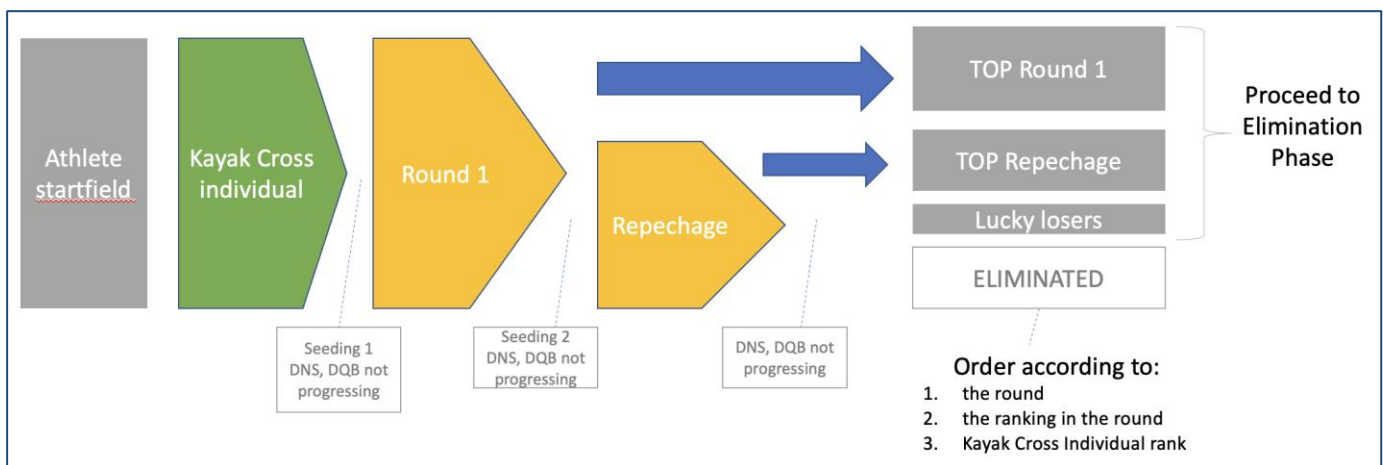 Athlete
startfield
Kayak Cross
individual
Seeding 1
DNS, DQB not
progressing
Round 1
Seeding 2
DNS, DQB not
progressing
Repechage
DNS, DQB not
progressing
TOP Round 1
TOP Repechage
Lucky losers
ELIMINATED
Proceed to
Elimination
Phase
Order according to:
1. the round
2. the ranking in the round
3. Kayak Cross Individual rank